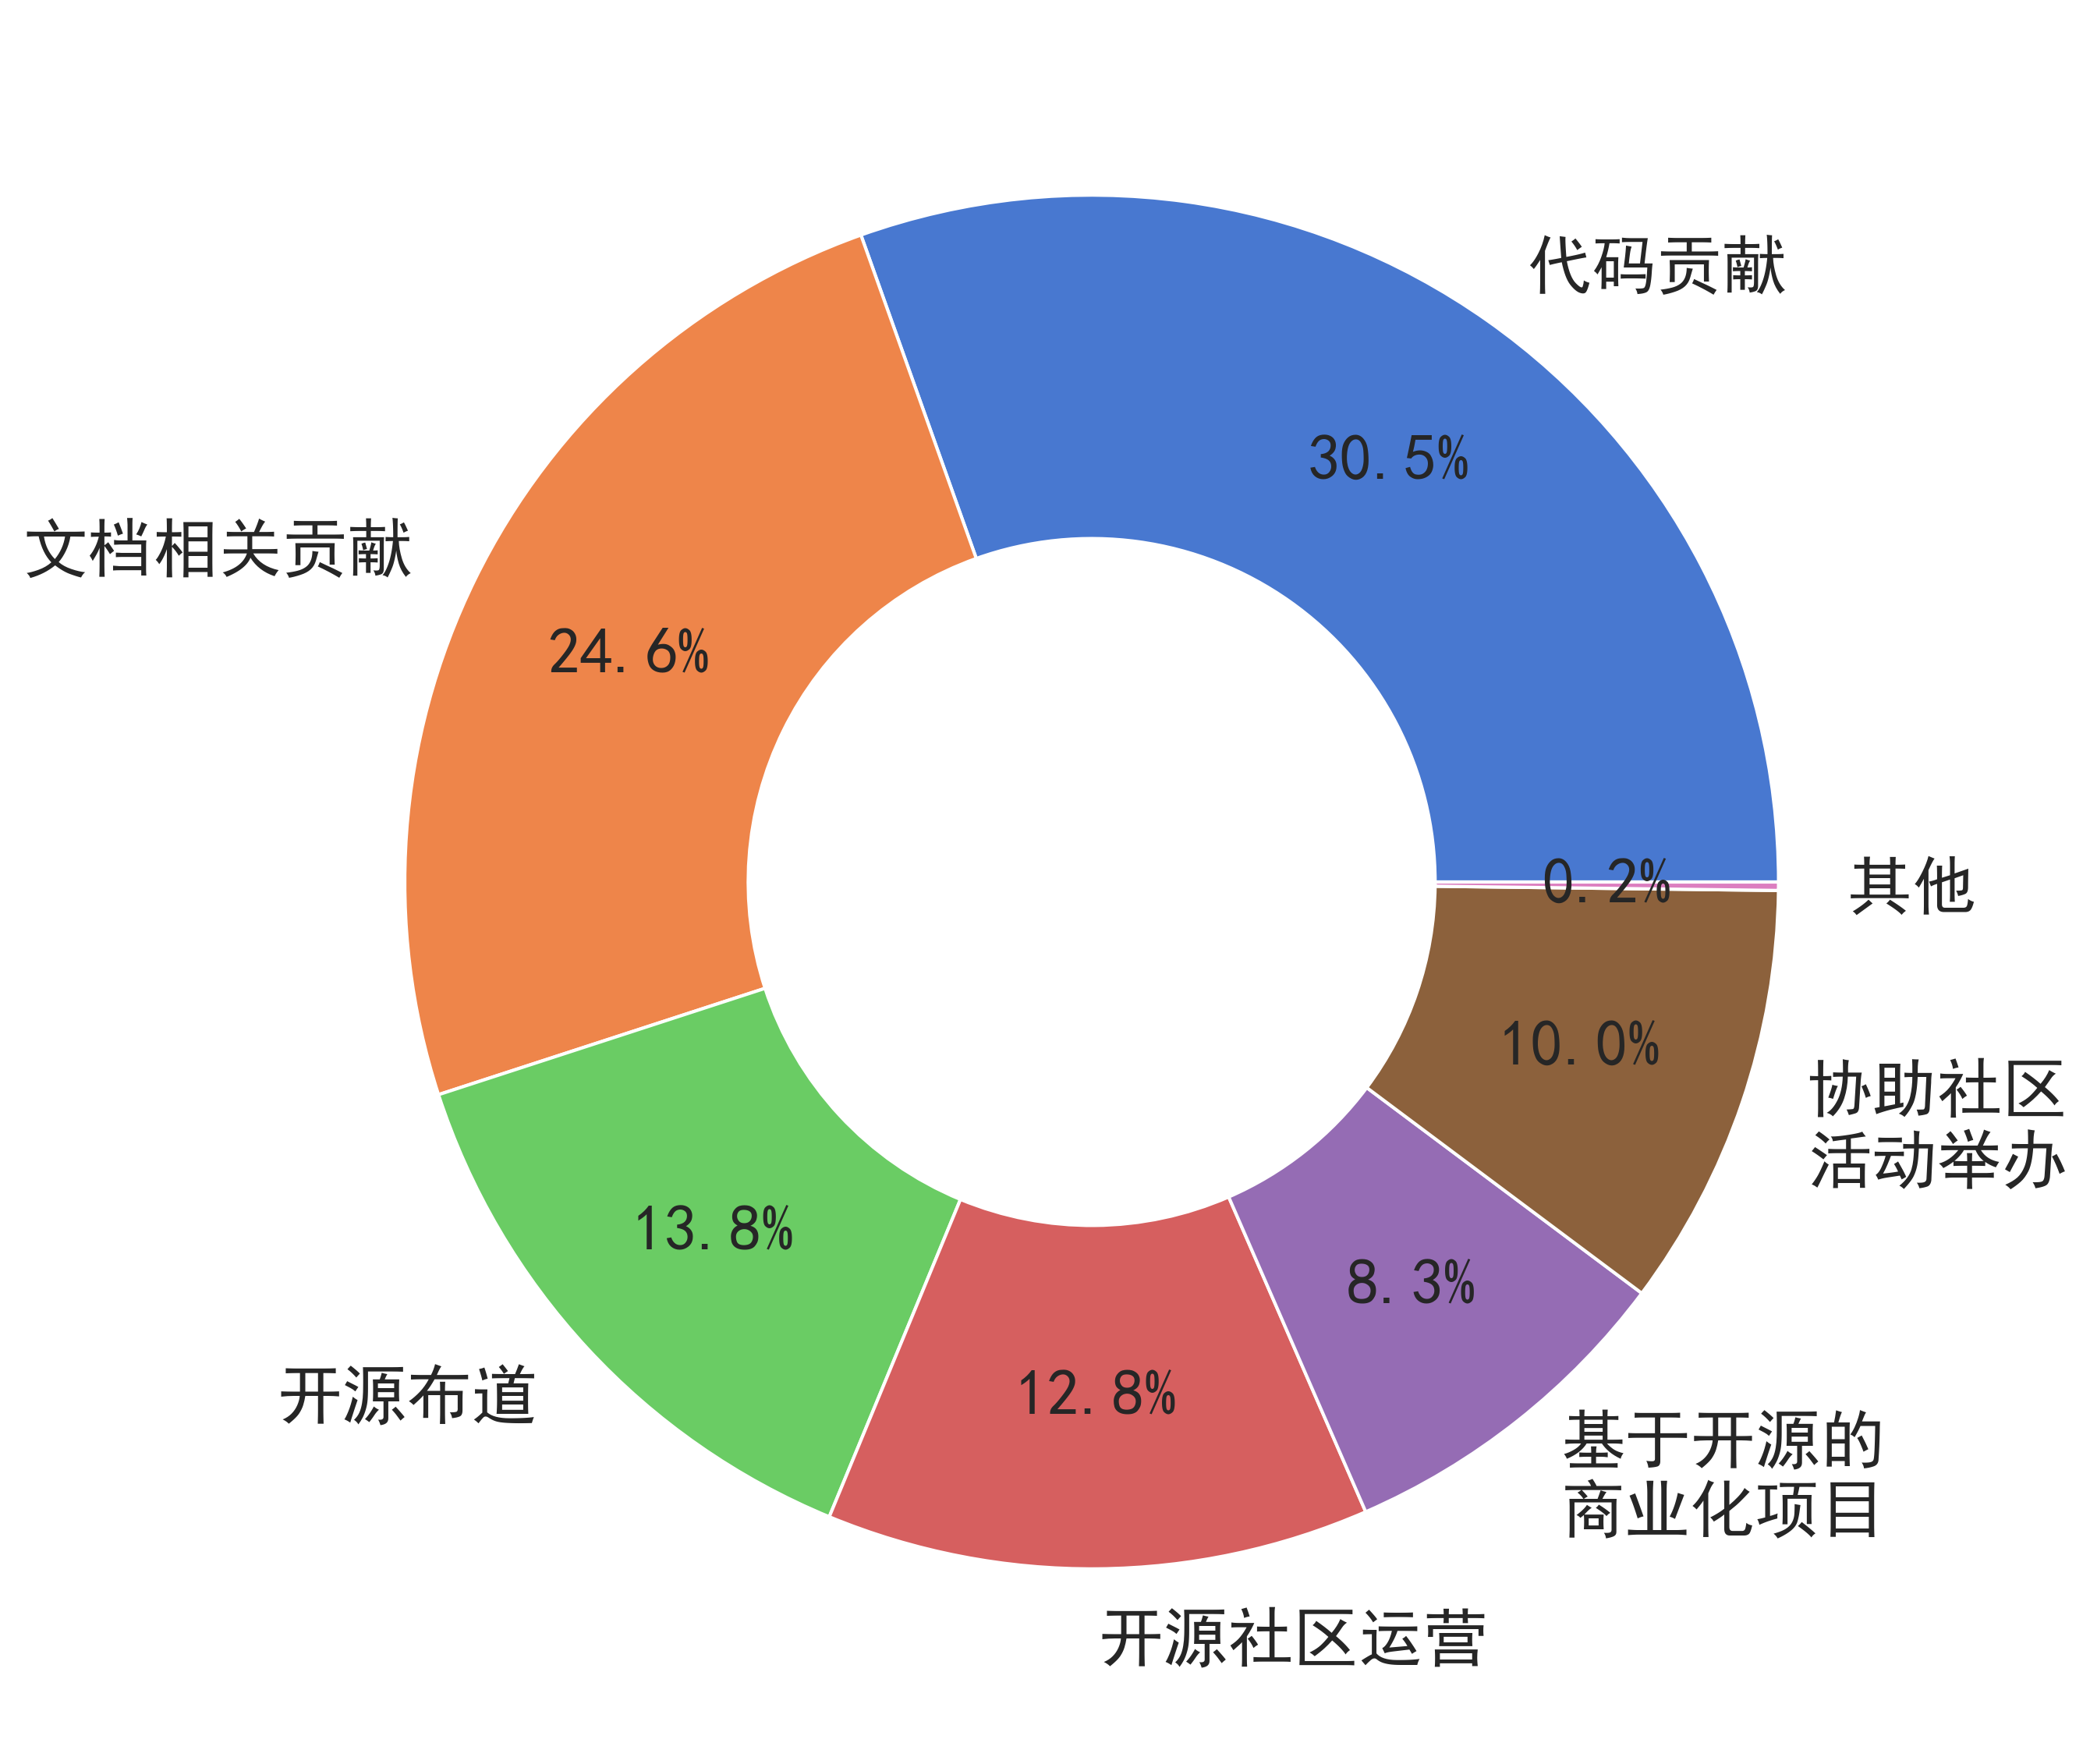 代码贡献
30.5%
文档相关贡献
24.6%
其他
0.2%
10.0%
协助社区
活动举办
13.8%
8.3%
开源布道
12.8%
基于开源的
商业化项目
开源社区运营